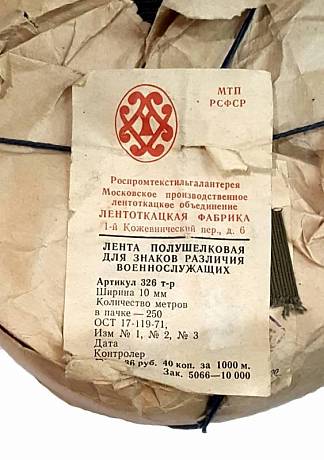 МТП
РСФСР
Роспромтекстильгалантерея
Московское производственное
лентоткацкое объединение
ЛЕНТОТКАЦКАЯ ФАБРИКА
1-й Кожевнический пер., д. 6
ЛЕНТА ПОЛУШЕЛКОВАЯ
ДЛЯ ЗНАКОВ РАЗЛИЧИЯ
ВОЕННОСЛУЖАЩИХ
Артикул 326 т-р
Ширина 10 мм
Количество метров
в пачке — 250
ОСТ 17-119-71,
Изм № 1, № 2, № 3
Дата
Контролер
36 руб. 40 коп. за 1000 м.
Зак. 5066—10 000